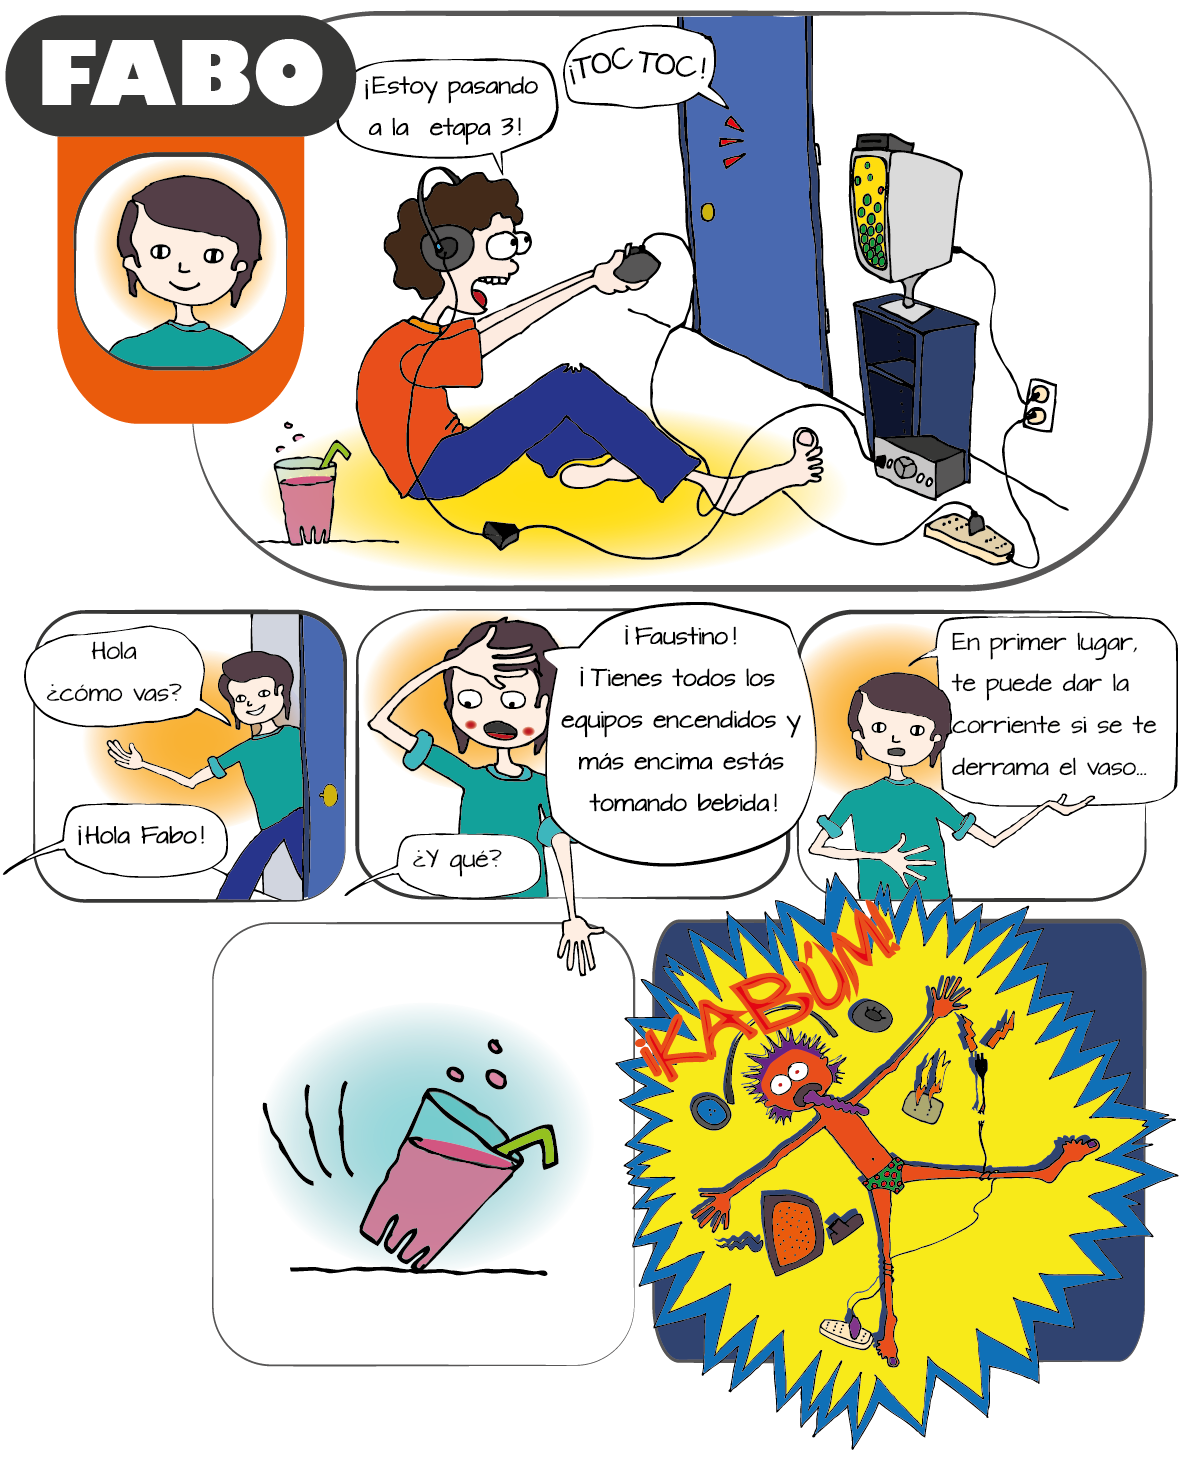 FABO
¡Estoy pasando
a la etapa 3!
¡TOC TOC!
Hola
¿cómo vas?
¡Hola Fabo!
¡Faustino!
¡Tienes todos los
equipos encendidos y
más encima estás
tomando bebida!
¿Y qué?
En primer lugar,
te puede dar la
corriente si se te
derrama el vaso...
¡KABÚM!